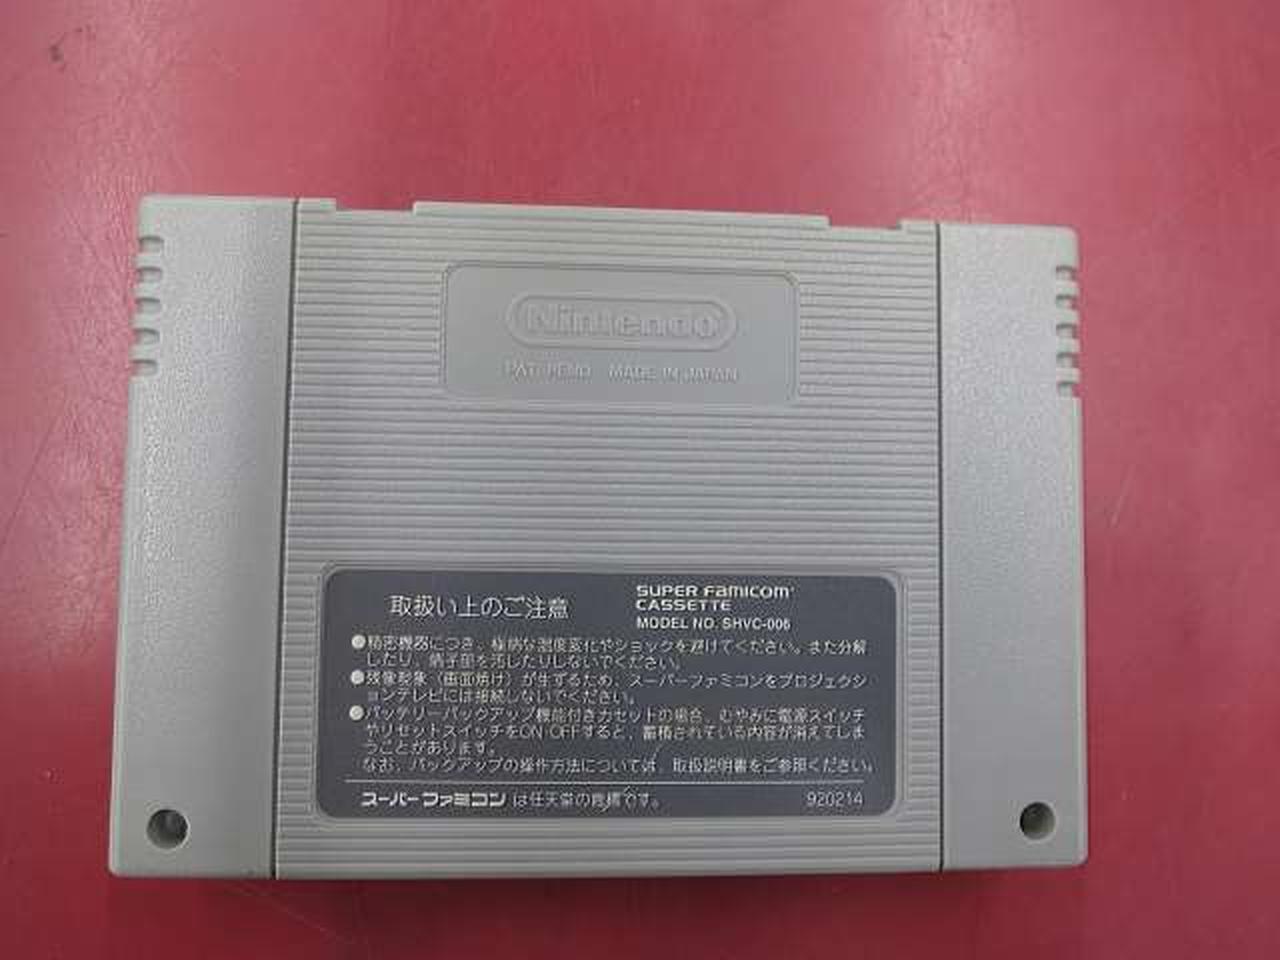 Nintendo
PAT. PEND. MADE IN JAPAN
取扱い上のご注意
SUPER FAMICOM
CASSETTE
MODEL NO. SHVC-006
●精密機器につき、極端な温度変化やショックを避けてください。また分解
したり、端子部を汚したりしないでください。
●残像現象（画面焼け）が生ずるため、スーパーファミコンをプロジェクシ
ョンテレビには接続しないでください。
●バッテリーバックアップ機能付きカセットの場合、むやみに電源スイッチ
やリセットスイッチをON・OFFすると、蓄積されている内容が消えてしま
うことがあります。
なお、バックアップの操作方法については、取扱説明書をご参照ください。
スーパーファミコンは任天堂の商標です。
920214